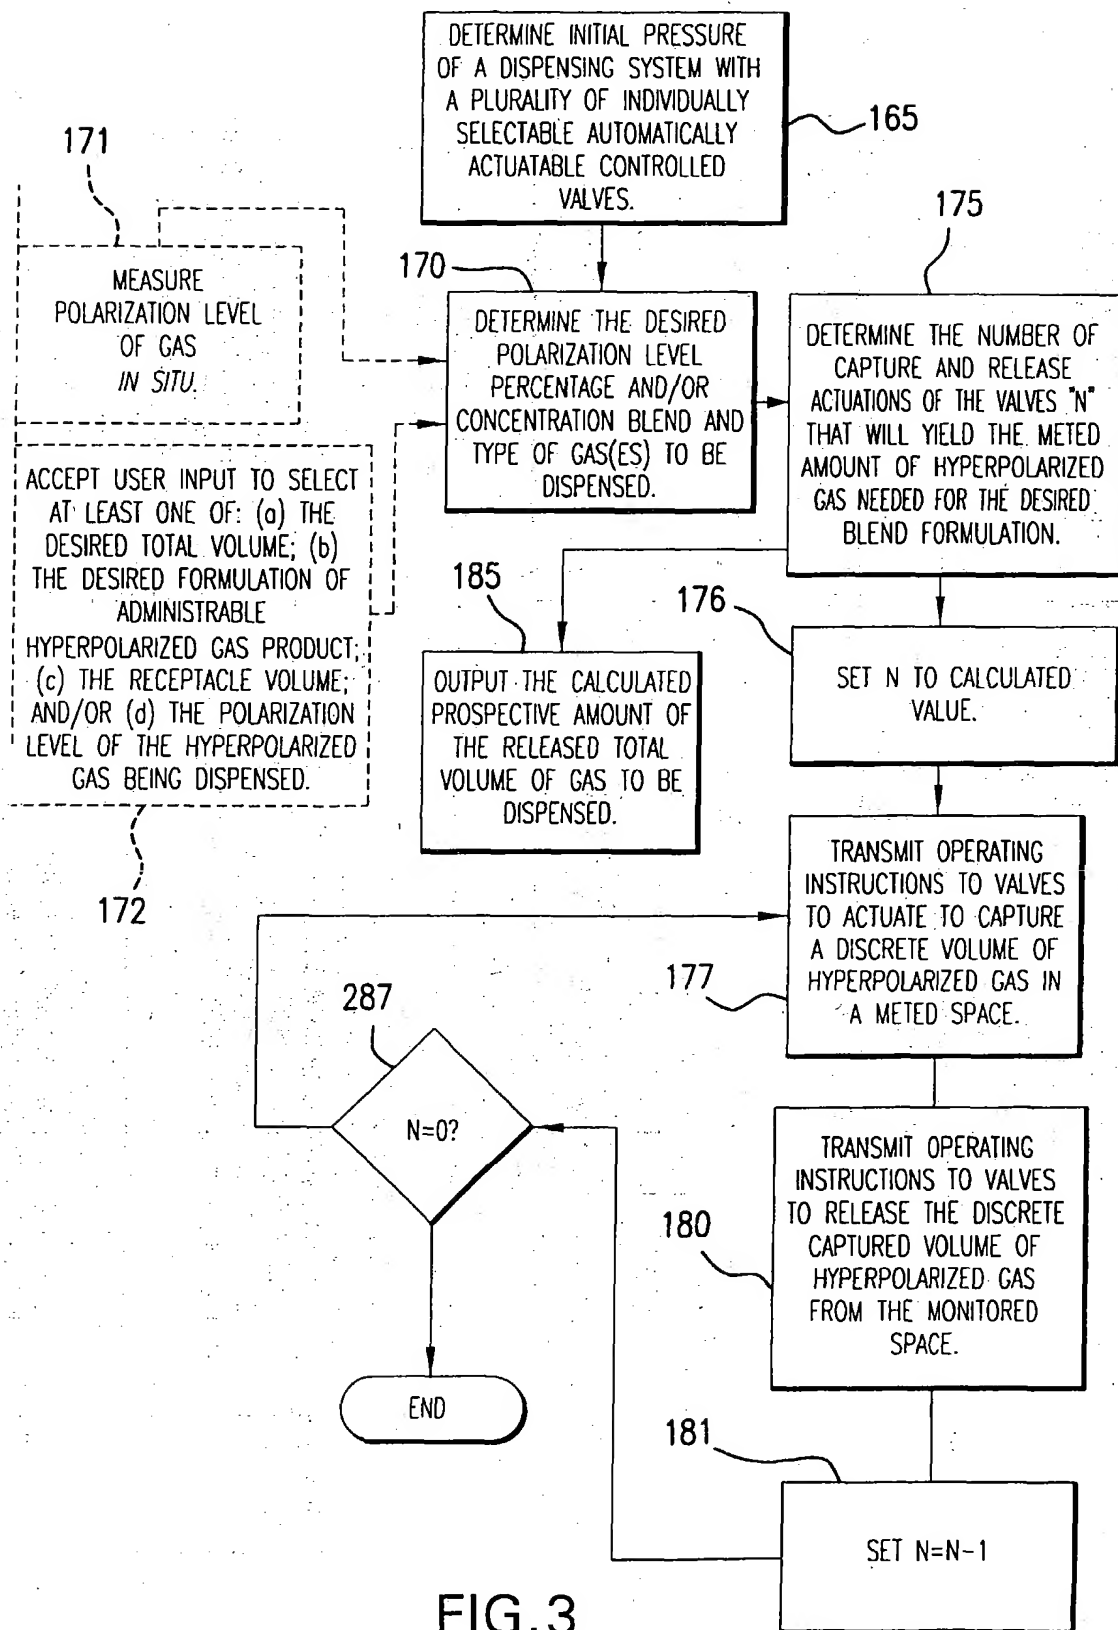 DETERMINE INITIAL PRESSURE
OF A DISPENSING SYSTEM WITH
A PLURALITY OF INDIVIDUALLY
SELECTABLE AUTOMATICALLY
ACTUATABLE CONTROLLED
VALVES.
165
171
MEASURE
POLARIZATION LEVEL
OF GAS
IN SITU.
170
DETERMINE THE DESIRED
POLARIZATION LEVEL
PERCENTAGE AND/OR
CONCENTRATION BLEND AND
TYPE OF GAS(ES) TO BE
DISPENSED.
175
DETERMINE THE NUMBER OF
CAPTURE AND RELEASE
ACTUATIONS OF THE VALVES "N"
THAT WILL YIELD THE METED
AMOUNT OF HYPERPOLARIZED
GAS NEEDED FOR THE DESIRED
BLEND FORMULATION.
ACCEPT USER INPUT TO SELECT
AT LEAST ONE OF: (a) THE
DESIRED TOTAL VOLUME; (b)
THE DESIRED FORMULATION OF
ADMINISTRABLE
HYPERPOLARIZED GAS PRODUCT;
(c) THE RECEPTACLE VOLUME;
AND/OR (d) THE POLARIZATION
LEVEL OF THE HYPERPOLARIZED
GAS BEING DISPENSED.
172
185
OUTPUT THE CALCULATED
PROSPECTIVE AMOUNT OF
THE RELEASED TOTAL
VOLUME OF GAS TO BE
DISPENSED.
176
SET N TO CALCULATED
VALUE.
177
TRANSMIT OPERATING
INSTRUCTIONS TO VALVES
TO ACTUATE TO CAPTURE
A DISCRETE VOLUME OF
HYPERPOLARIZED GAS IN
A METED SPACE.
287
N=0?
180
TRANSMIT OPERATING
INSTRUCTIONS TO VALVES
TO RELEASE THE DISCRETE
CAPTURED VOLUME OF
HYPERPOLARIZED GAS
FROM THE MONITORED
SPACE.
END
181
SET N=N-1
FIG.3